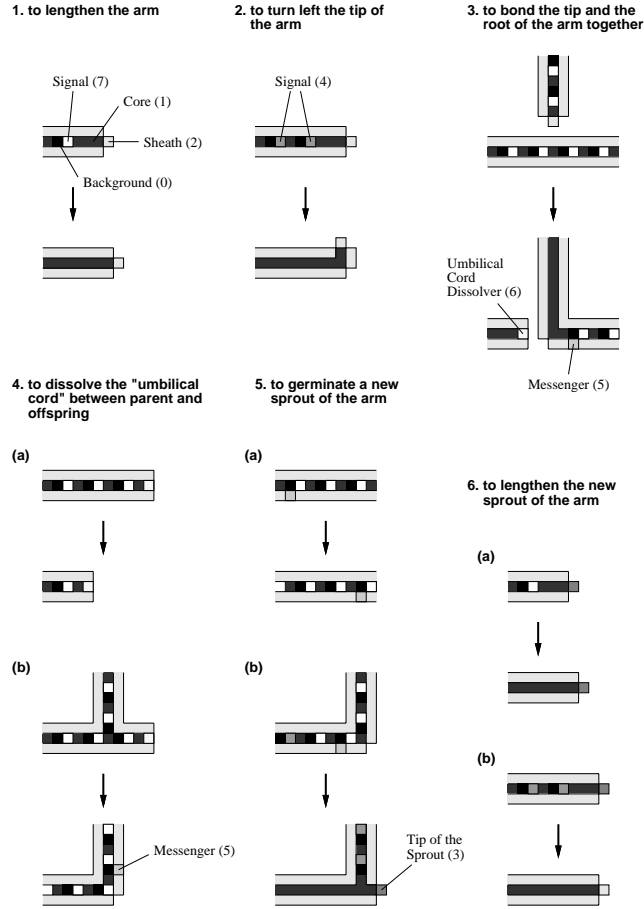 1. to lengthen the arm
Signal (7)
Core (1)
Sheath (2)
Background (0)
2. to turn left the tip of
the arm
Signal (4)
3. to bond the tip and the
root of the arm together
Umbilical
Cord
Dissolver (6)
Messenger (5)
4. to dissolve the "umbilical
cord" between parent and
offspring
(a)
(b)
Messenger (5)
5. to germinate a new
sprout of the arm
(a)
(b)
Tip of the
Sprout (3)
6. to lengthen the new
sprout of the arm
(a)
(b)